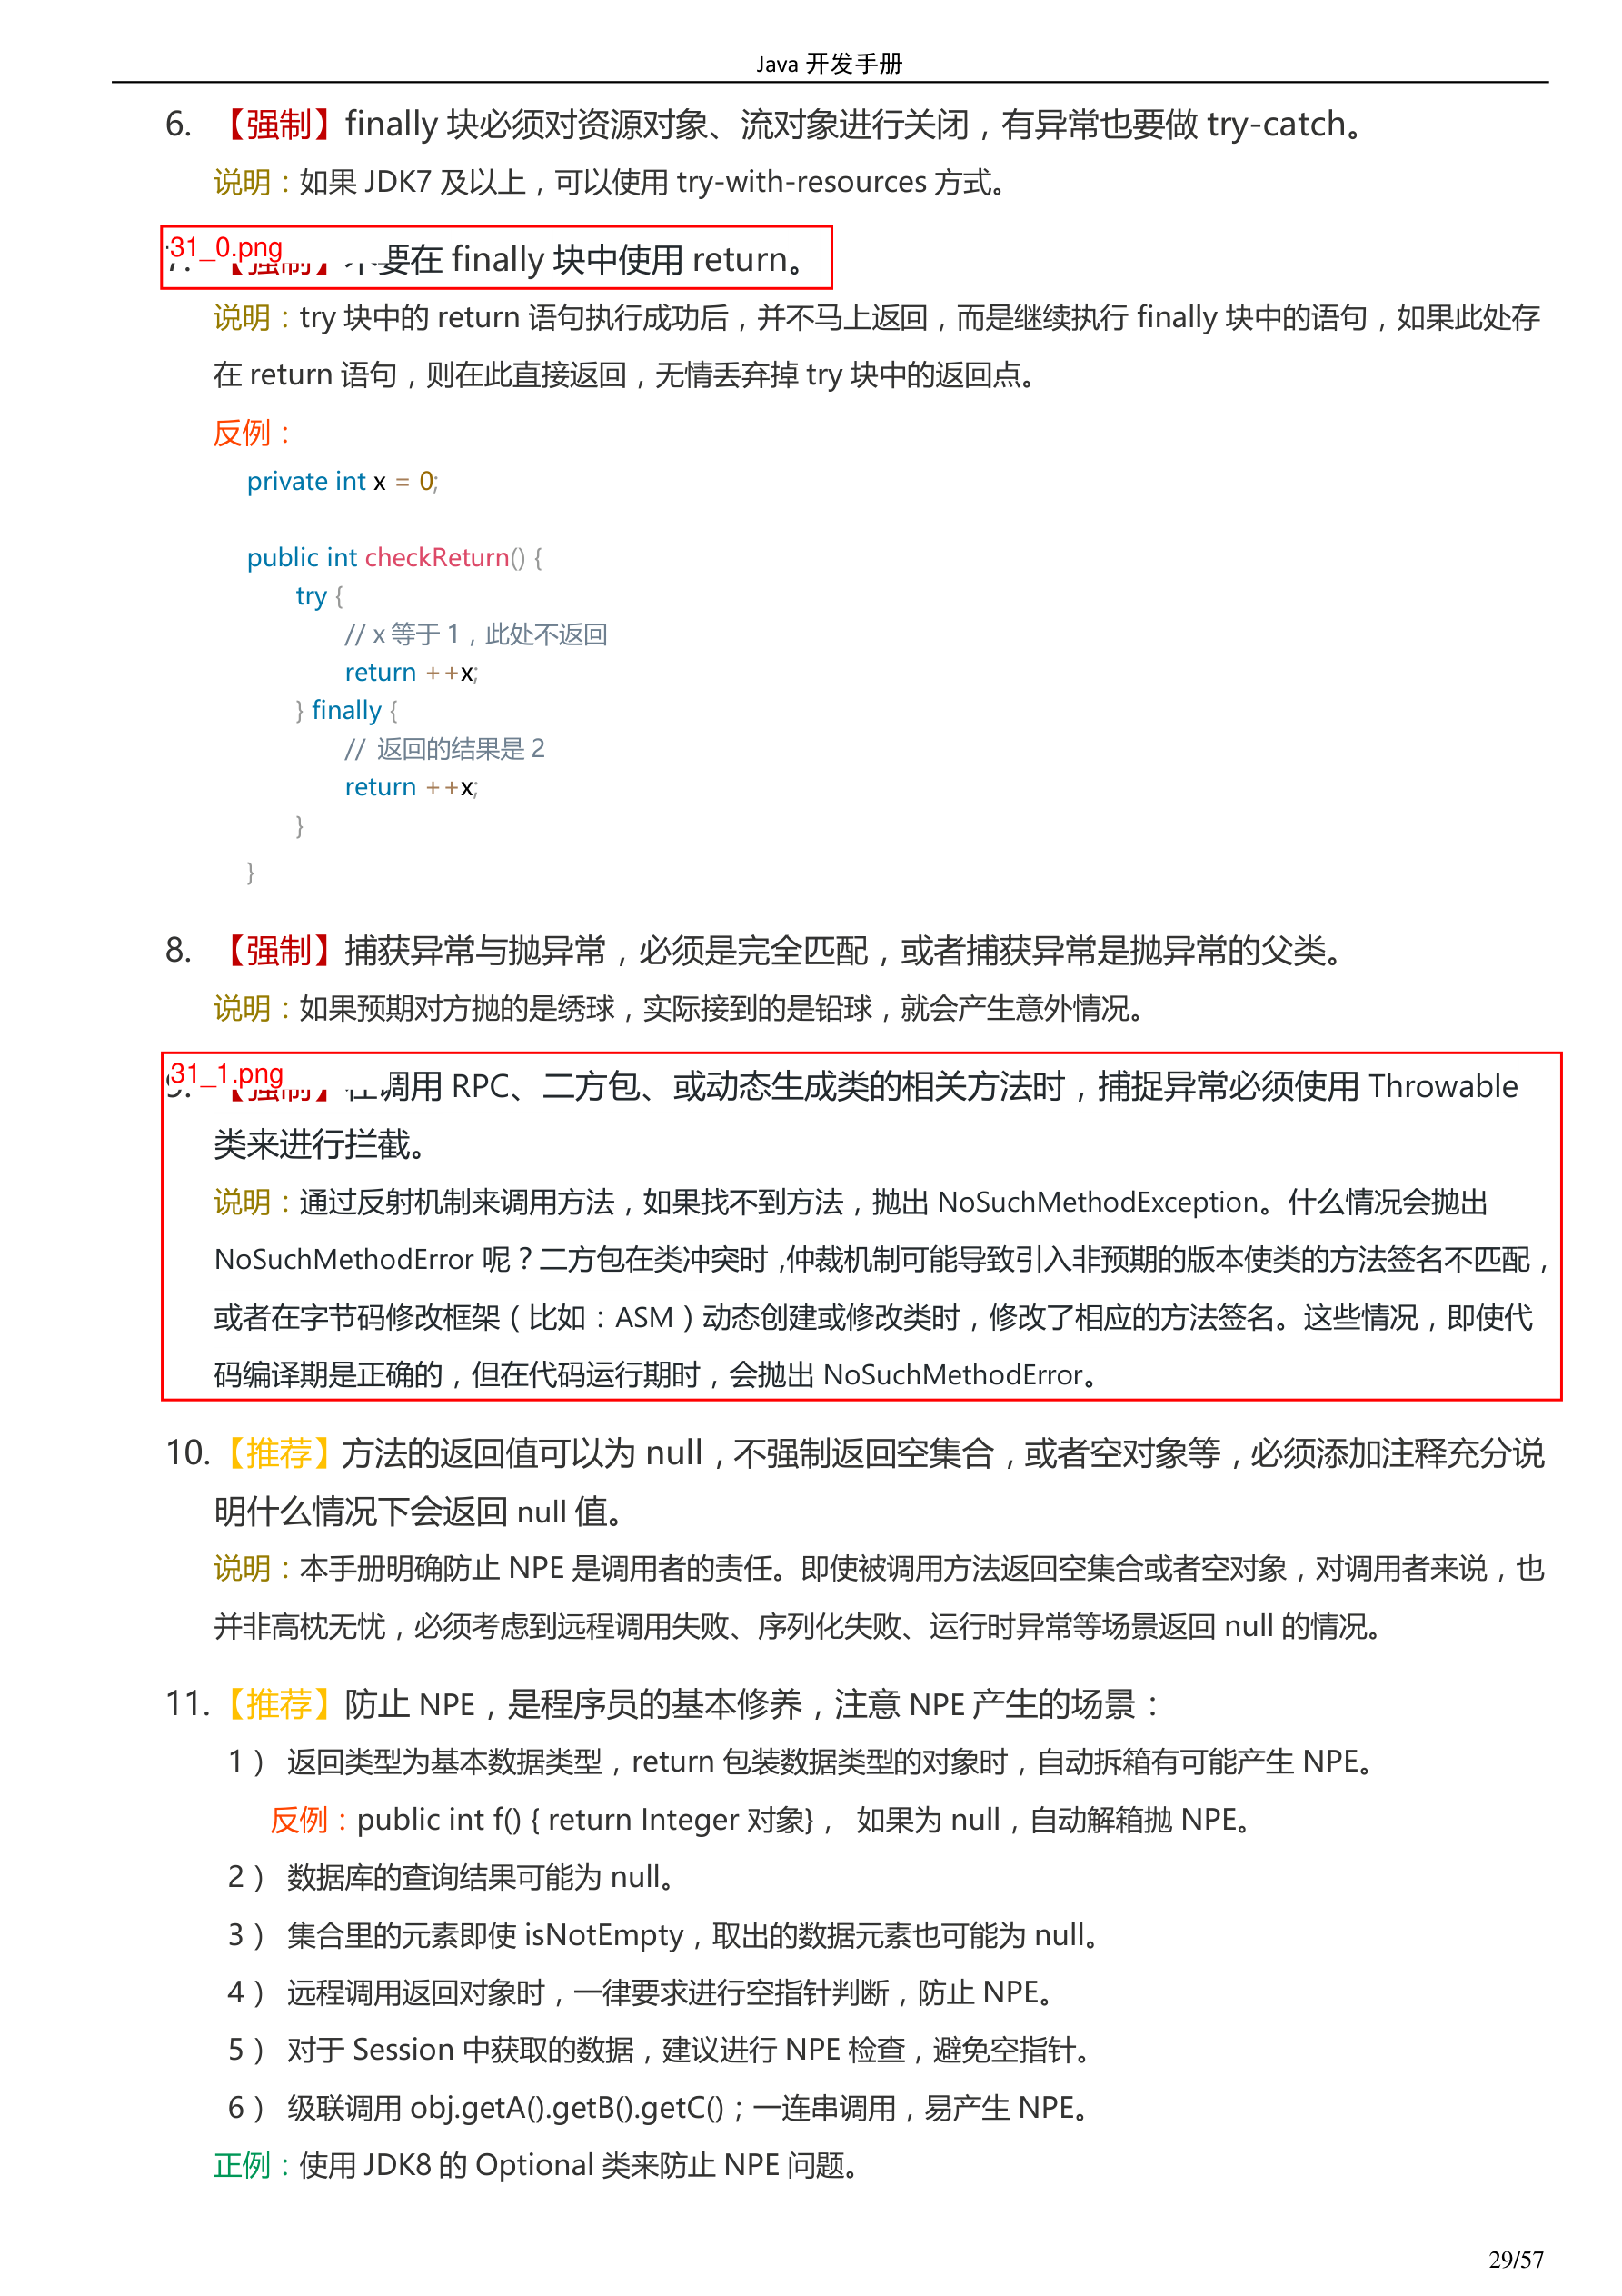 Java 开发手册
6. 【强制】finally 块必须对资源对象、流对象进行关闭，有异常也要做 try-catch。
说明：如果 JDK7 及以上，可以使用 try-with-resources 方式。
31_0.png
【强制】不要在 finally 块中使用 return。
说明：try 块中的 return 语句执行成功后，并不马上返回，而是继续执行 finally 块中的语句，如果此处存
在 return 语句，则在此直接返回，无情丢弃掉 try 块中的返回点。
反例：
private int x = 0;
public int checkReturn() {
try {
// x 等于 1，此处不返回
return ++x;
} finally {
// 返回的结果是 2
return ++x;
}
}
8. 【强制】捕获异常与抛异常，必须是完全匹配，或者捕获异常是抛异常的父类。
说明：如果预期对方抛的是绣球，实际接到的是铅球，就会产生意外情况。
31_1.png
【强制】在调用 RPC、二方包、或动态生成类的相关方法时，捕捉异常必须使用 Throwable
类来进行拦截。
说明：通过反射机制来调用方法，如果找不到方法，抛出 NoSuchMethodException。什么情况会抛出
NoSuchMethodError 呢？二方包在类冲突时，仲裁机制可能导致引入非预期的版本使类的方法签名不匹配，
或者在字节码修改框架（比如：ASM）动态创建或修改类时，修改了相应的方法签名。这些情况，即使代
码编译期是正确的，但在代码运行期时，会抛出 NoSuchMethodError。
10. 【推荐】方法的返回值可以为 null，不强制返回空集合，或者空对象等，必须添加注释充分说
明什么情况下会返回 null 值。
说明：本手册明确防止 NPE 是调用者的责任。即使被调用方法返回空集合或者空对象，对调用者来说，也
并非高枕无忧，必须考虑到远程调用失败、序列化失败、运行时异常等场景返回 null 的情况。
11. 【推荐】防止 NPE，是程序员的基本修养，注意 NPE 产生的场景：
1） 返回类型为基本数据类型，return 包装数据类型的对象时，自动拆箱有可能产生 NPE。
反例：public int f() { return Integer 对象}， 如果为 null，自动解箱抛 NPE。
2） 数据库的查询结果可能为 null。
3） 集合里的元素即使 isNotEmpty，取出的数据元素也可能为 null。
4） 远程调用返回对象时，一律要求进行空指针判断，防止 NPE。
5） 对于 Session 中获取的数据，建议进行 NPE 检查，避免空指针。
6） 级联调用 obj.getA().getB().getC()；一连串调用，易产生 NPE。
正例：使用 JDK8 的 Optional 类来防止 NPE 问题。
29/57